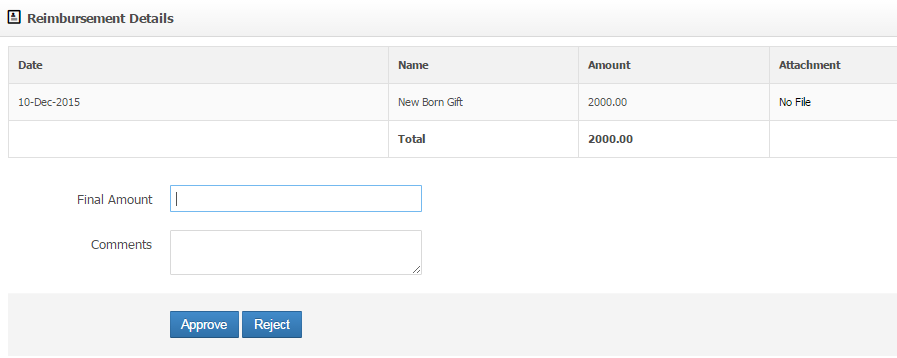 Reimbursement Details
Date Name Amount Attachment
10-Dec-2015 New Born Gift 2000.00 No File
Total 2000.00
Final Amount
Comments
Approve Reject